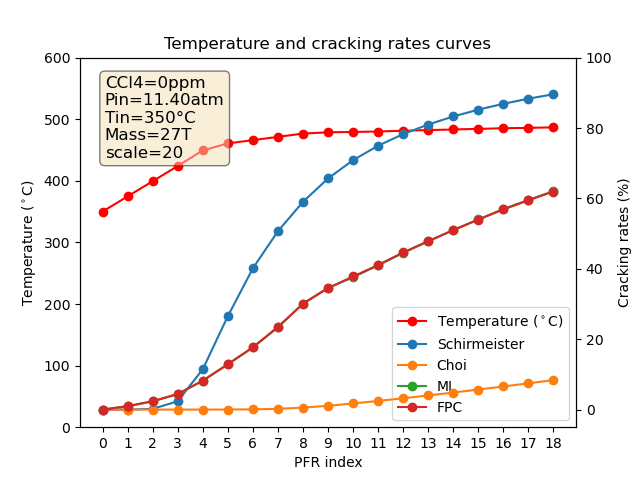 Temperature and cracking rates curves
CCl4=0ppm
Pin=11.40atm
Tin=350°C
Mass=27T
scale=20
600
500
400
300
200
100
0
Temperature (°C)
100
80
60
40
20
0
Cracking rates (%)
Temperature (°C)
Schirmeister
Choi
ML
FPC
0 1 2 3 4 5 6 7 8 9 10 11 12 13 14 15 16 17 18
PFR index